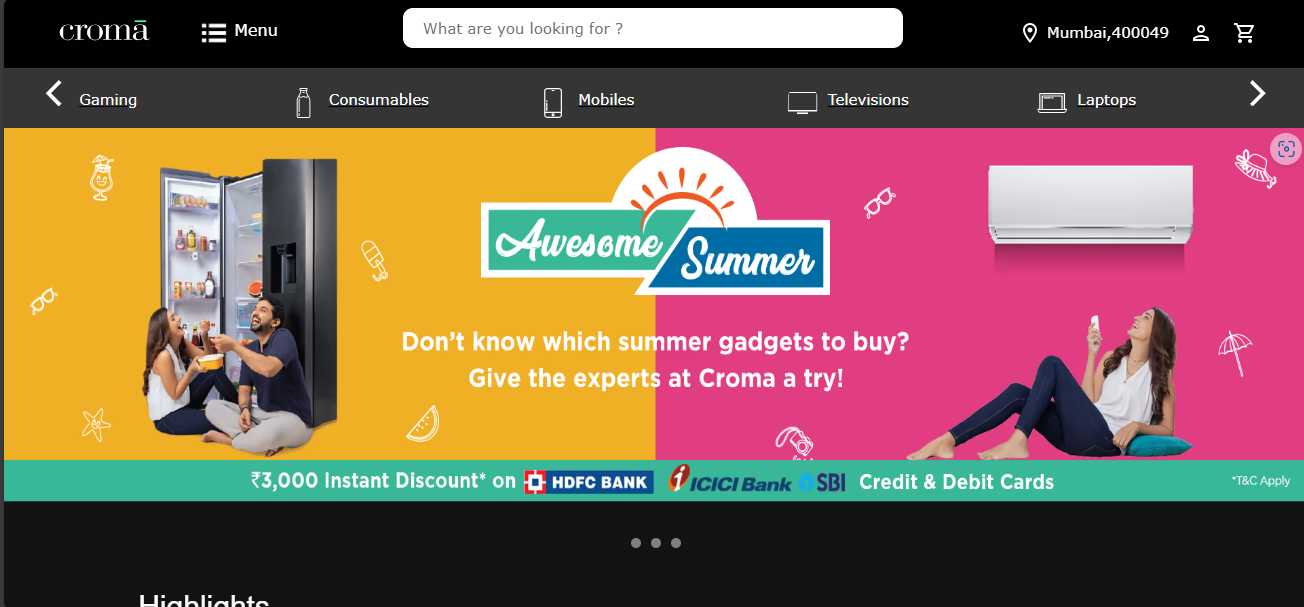 cromā
Menu
What are you looking for ?
Mumbai,400049
Gaming
Consumables
Mobiles
Televisions
Laptops
Awesome
Summer
Don't know which summer gadgets to buy?
Give the experts at Croma a try!
₹3,000 Instant Discount* on HDFC BANK ICICI Bank SBI Credit & Debit Cards
*T&C Apply
Highlights